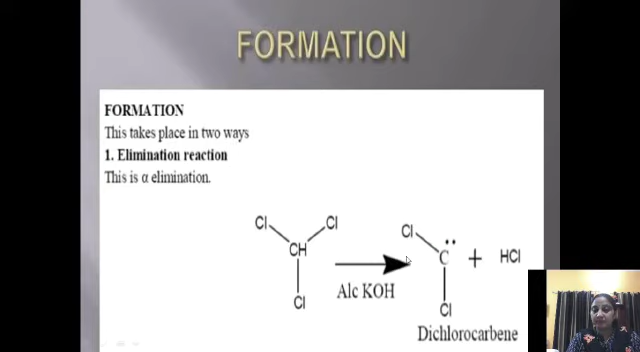 FORMATION
FORMATION
This takes place in two ways
1. Elimination reaction
This is α elimination.
Cl Cl
CH
Cl
Alc KOH
Cl
C + HCl
Cl
Dichlorocarbene